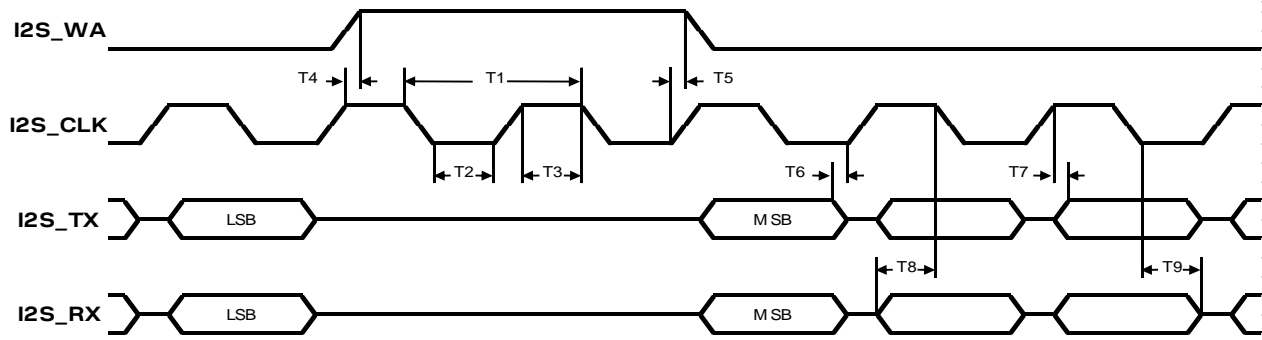 I2S_WA
T4
T1
T5
I2S_CLK
T2
T3
T6
T7
I2S_TX
LSB
MSB
T8
T9
I2S_RX
LSB
MSB